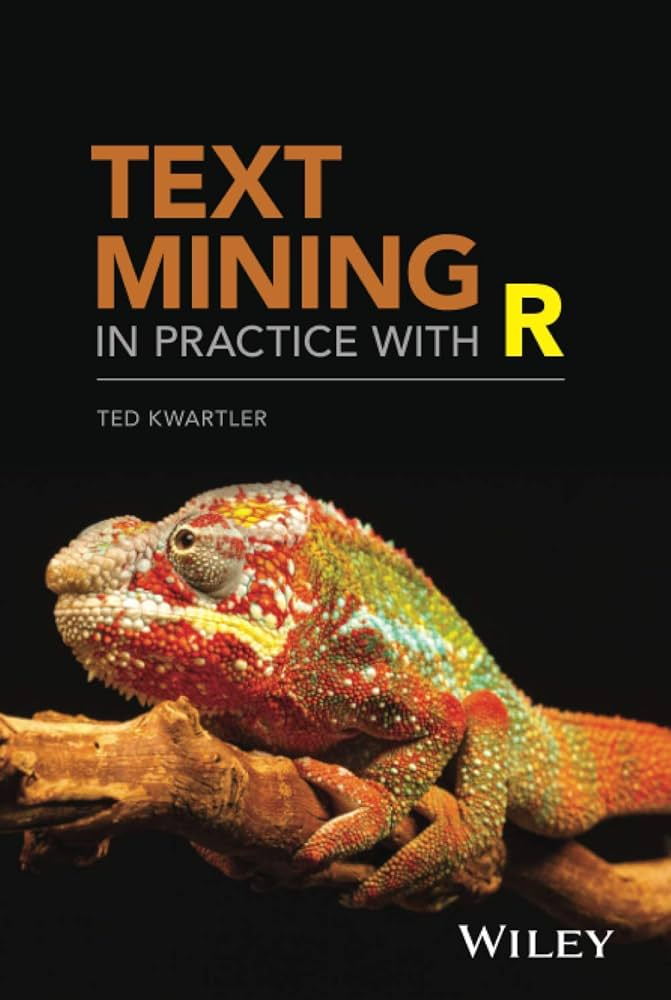 TEXT
MINING
IN PRACTICE WITH R
TED KWARTLER
WILEY